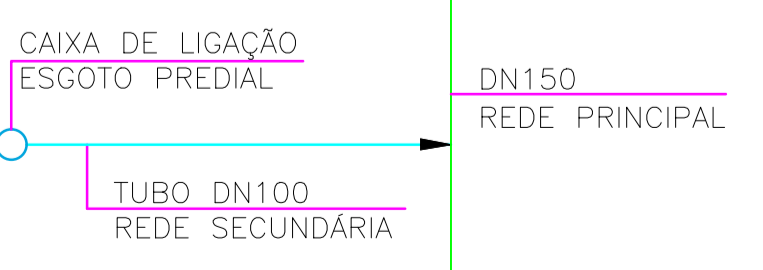 CAIXA DE LIGAÇÃO
ESGOTO PREDIAL
DN150
REDE PRINCIPAL
TUBO DN100
REDE SECUNDÁRIA